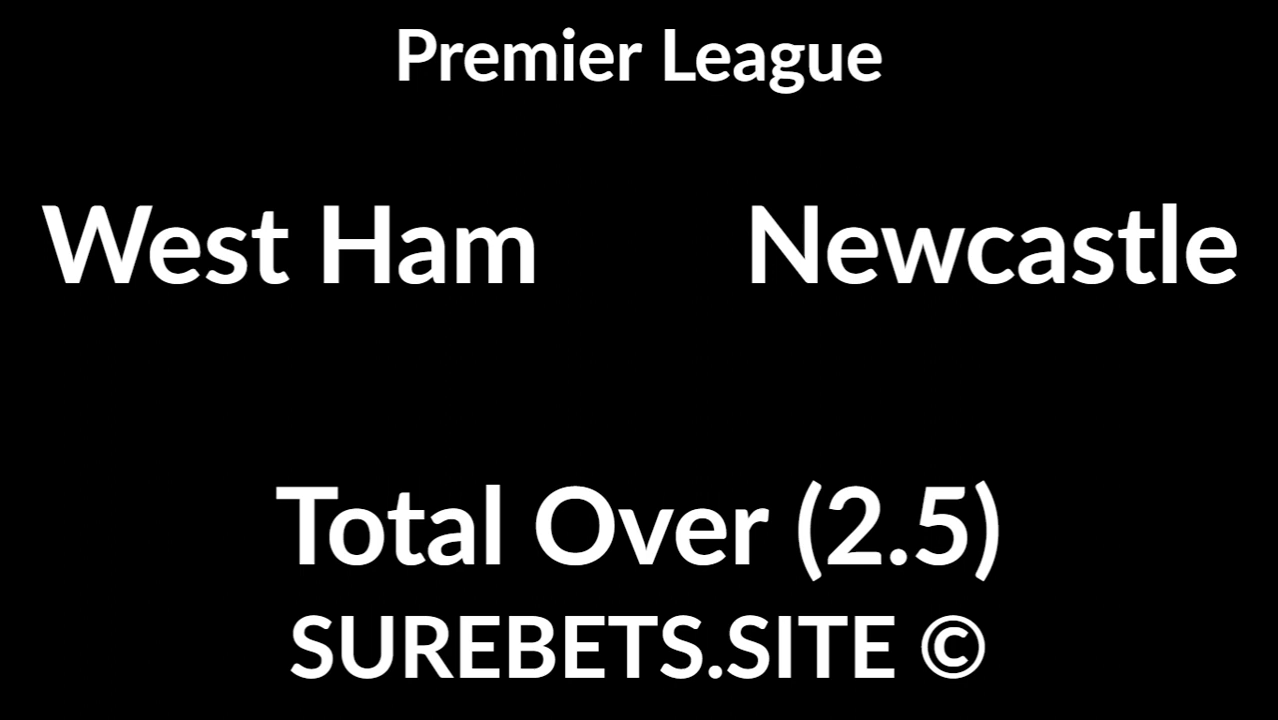 Premier League
West Ham Newcastle
Total Over (2.5)
SUREBETS.SITE ©